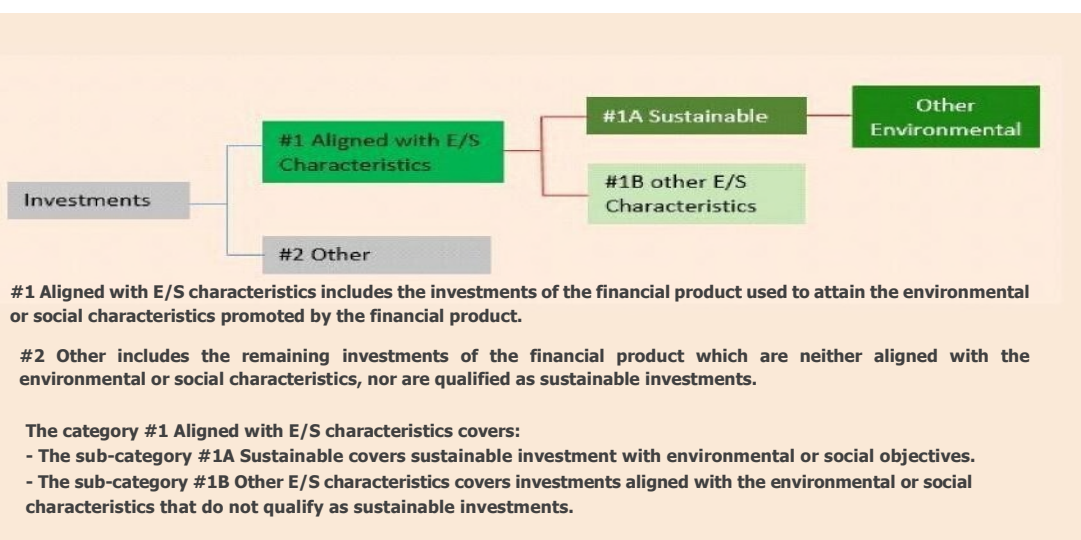 Investments
#1 Aligned with E/S
Characteristics
#2 Other
#1A Sustainable
#1B other E/S
Characteristics
Other
Environmental
#1 Aligned with E/S characteristics includes the investments of the financial product used to attain the environmental
or social characteristics promoted by the financial product.
#2 Other includes the remaining investments of the financial product which are neither aligned with the
environmental or social characteristics, nor are qualified as sustainable investments.
The category #1 Aligned with E/S characteristics covers:
- The sub-category #1A Sustainable covers sustainable investment with environmental or social objectives.
- The sub-category #1B Other E/S characteristics covers investments aligned with the environmental or social
characteristics that do not qualify as sustainable investments.